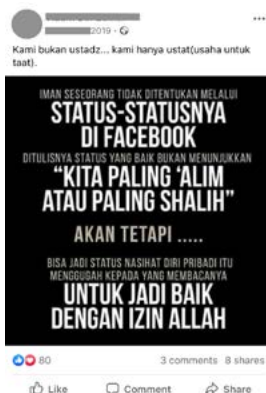 2019
Kami bukan ustadz... kami hanya ustat(usaha untuk
taat).
IMAN SESEORANG TIDAK DITENTUKAN MELALUI
STATUS-STATUSNYA
DI FACEBOOK
DITULISNYA STATUS YANG BAIK BUKAN MENUNJUKKAN
“KITA PALING ‘ALIM
ATAU PALING SHALIH”
AKAN TETAPI .....
BISA JADI STATUS NASIHAT DIRI PRIBADI ITU
MENGGUGAH KEPADA YANG MEMBACANYA
UNTUK JADI BAIK
DENGAN IZIN ALLAH
80
3 comments 8 shares
Like Comment Share